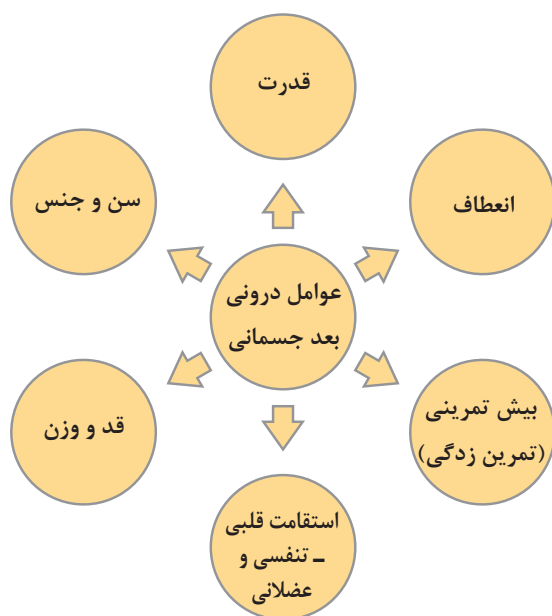 قدرت
انعطاف
سن و جنس
عوامل درونی
بعد جسمانی
بیش تمرینی
(تمرین زدگی)
قد و وزن
استقامت قلبی
ـ تنفسی و
عضلانی